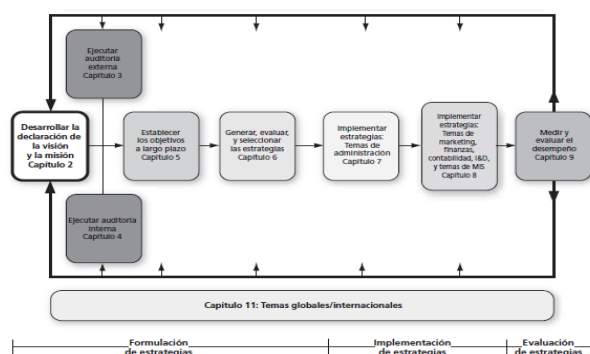 Ejecutar
auditoría
externa
Capítulo 3
Desarrollar la
declaración de
la visión
y la misión
Capítulo 2
Establecer
los objetivos
a largo plazo
Capítulo 5
Generar, evaluar,
y seleccionar
las estrategias
Capítulo 6
Implementar
estrategias:
Temas de
administración
Capítulo 7
Implementar
estrategias:
Temas de
marketing,
finanzas,
contabilidad, I&D,
y temas de MIS
Capítulo 8
Medir y
evaluar el
desempeño
Capítulo 9
Ejecutar auditoría
interna
Capítulo 4
Capítulo 11: Temas globales/internacionales
Formulación
de estrategias
Implementación
de estrategias
Evaluación
de estrategias